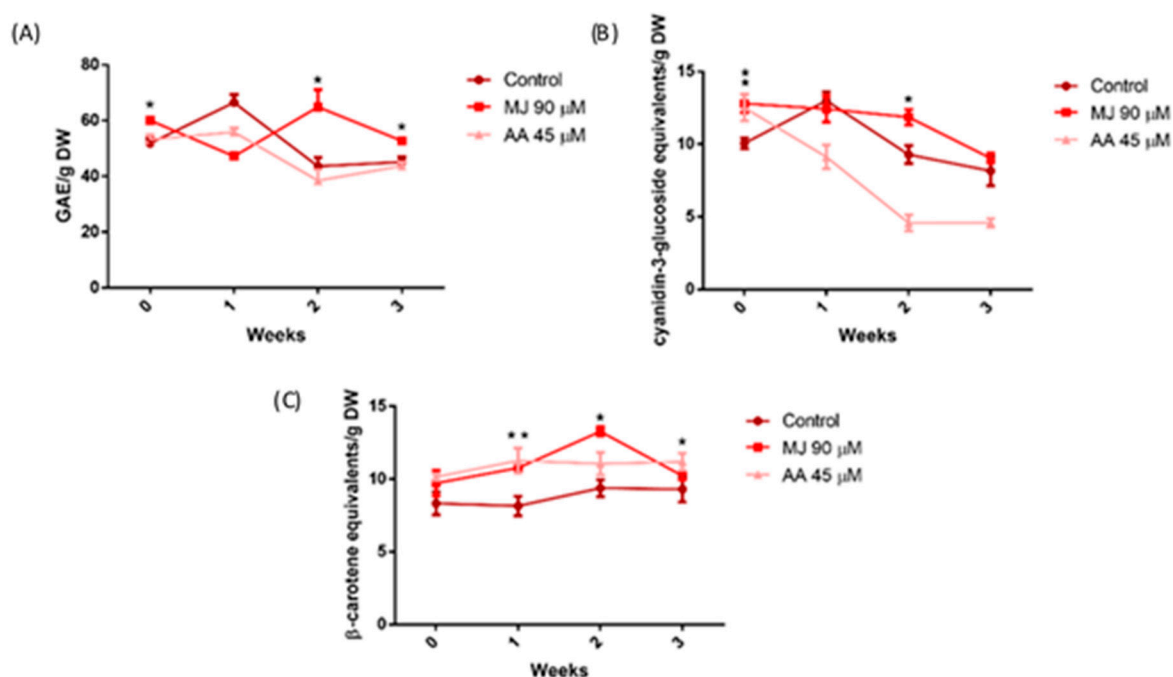 (A)
GAE/g DW
80
60
40
20
0
* * *
0 1 2 3
Weeks
Control
MJ 90 μM
AA 45 μM
(B)
cyanidin-3-glucoside equivalents/g DW
15
10
5
0
*
* *
0 1 2 3
Weeks
Control
MJ 90 μM
AA 45 μM
(C)
β-carotene equivalents/g DW
15
10
5
0
** * *
0 1 2 3
Weeks
Control
MJ 90 μM
AA 45 μM